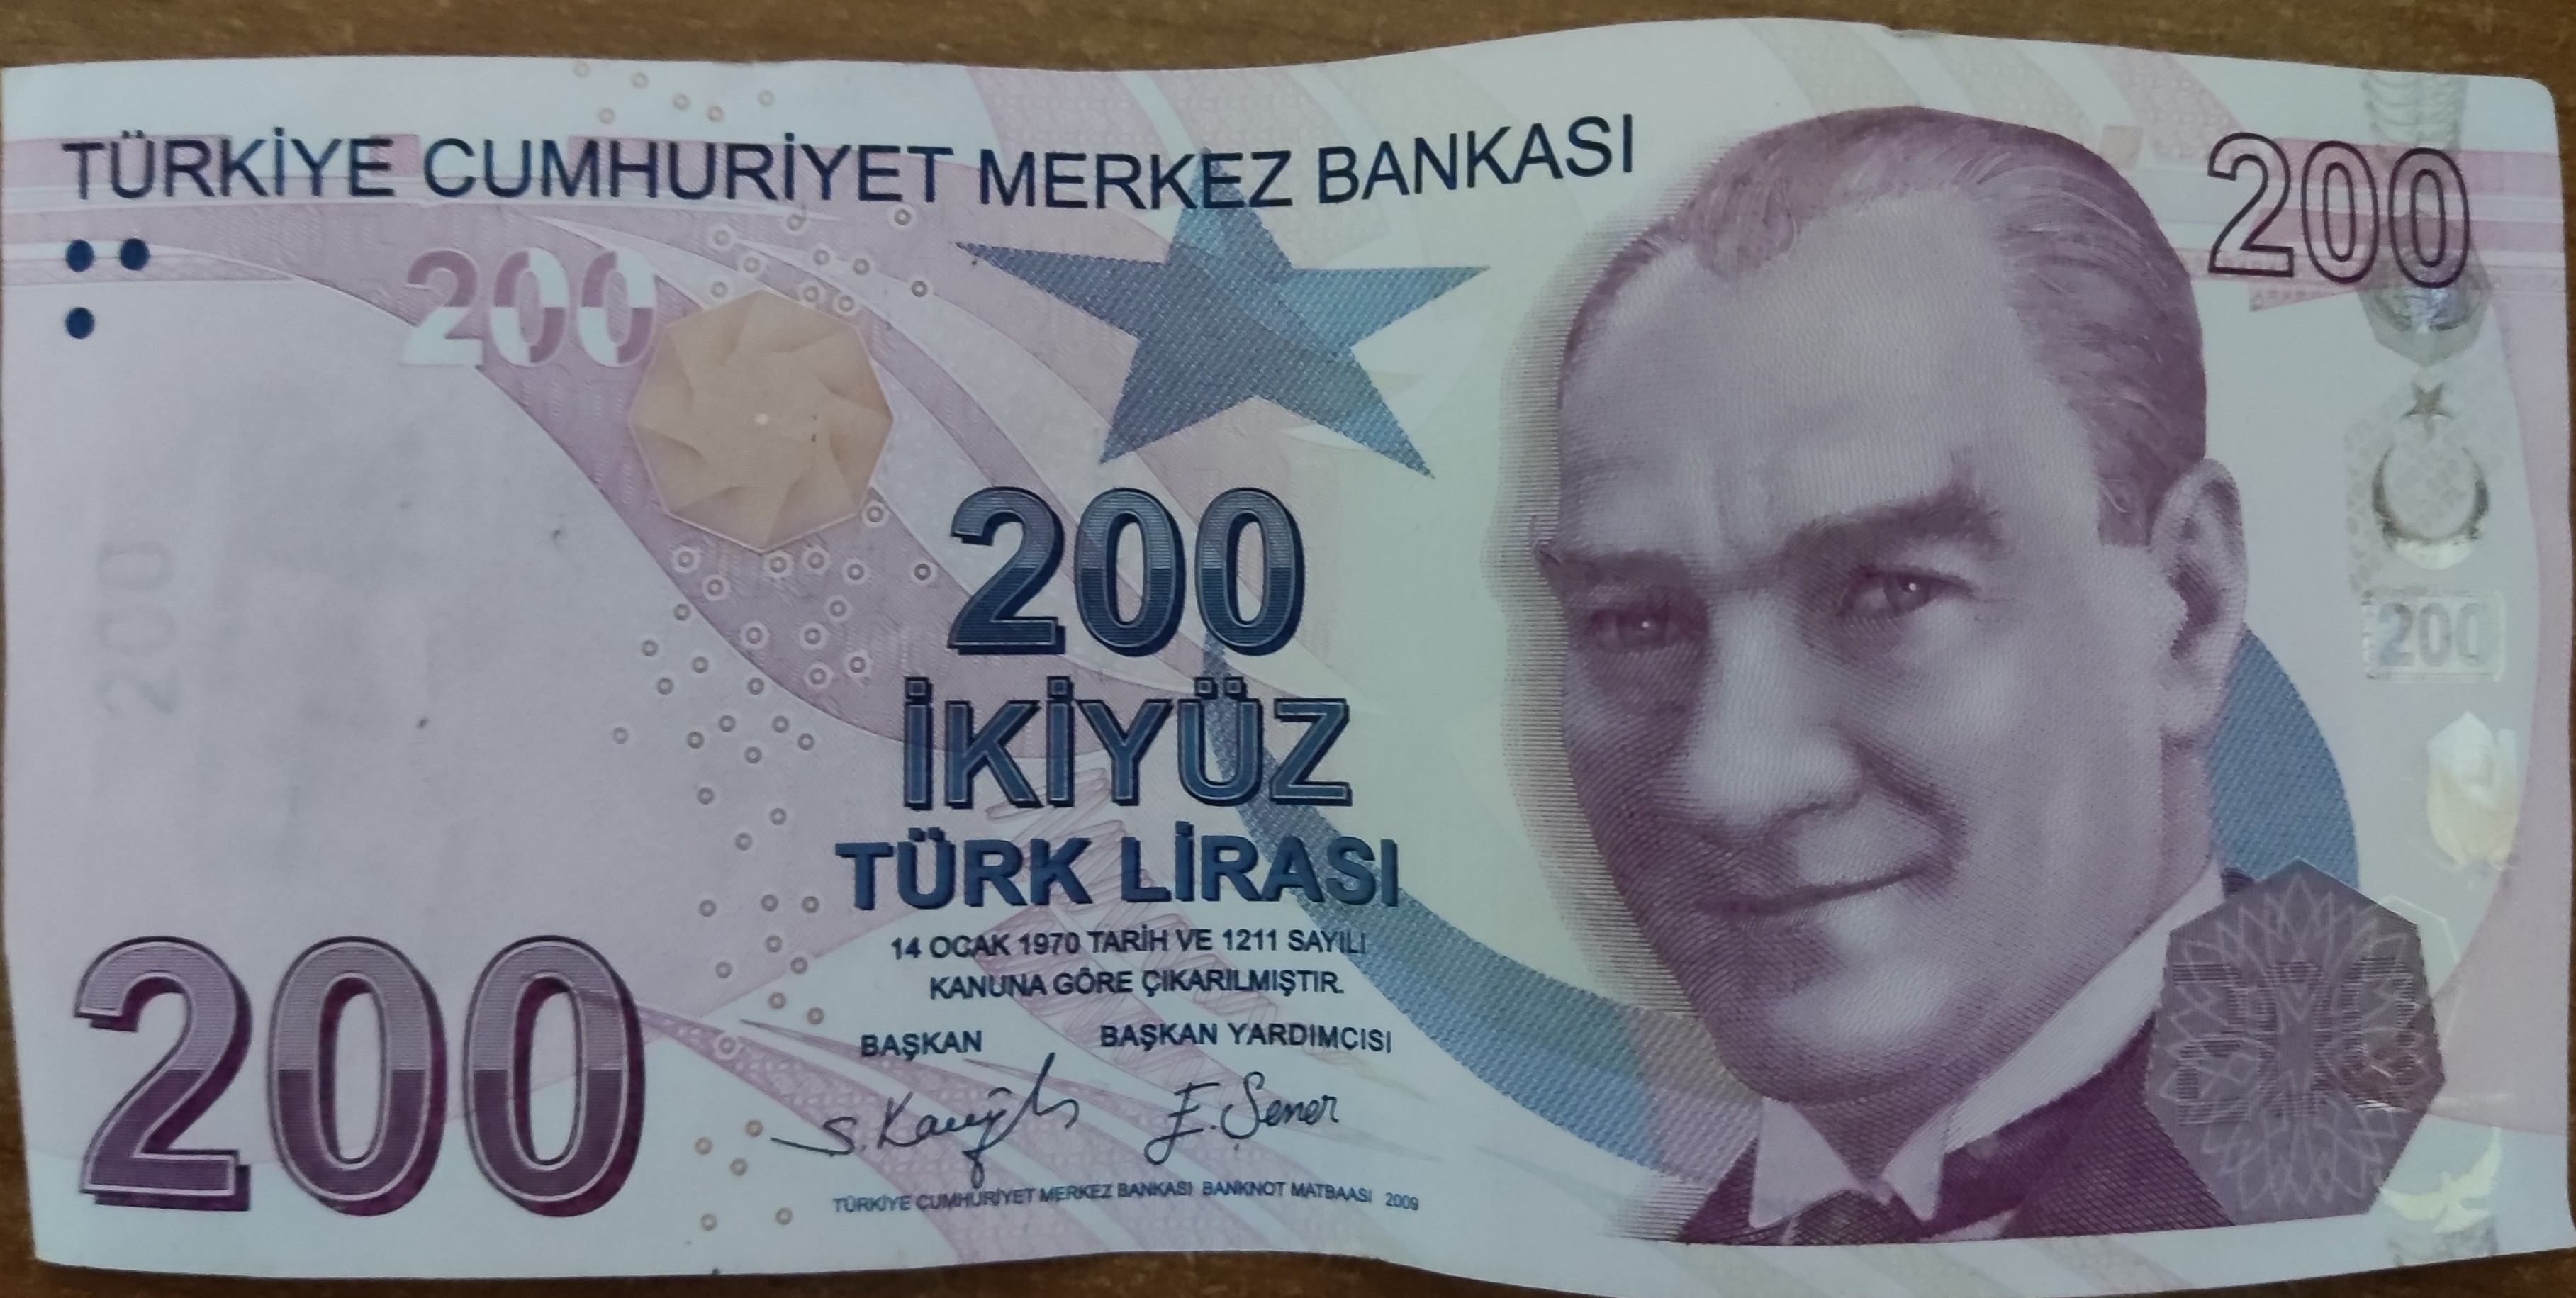 TÜRKİYE CUMHURİYET MERKEZ BANKASI
200
200
200
200
200
İKİYÜZ
TÜRK LİRASI
14 OCAK 1970 TARİH VE 1211 SAYILI
KANUNA GÖRE ÇIKARILMIŞTIR.
BAŞKAN BAŞKAN YARDIMCISI
E. Şener
200
TÜRKİYE CUMHURİYET MERKEZ BANKASI BANKNOT MATBAASI 2009